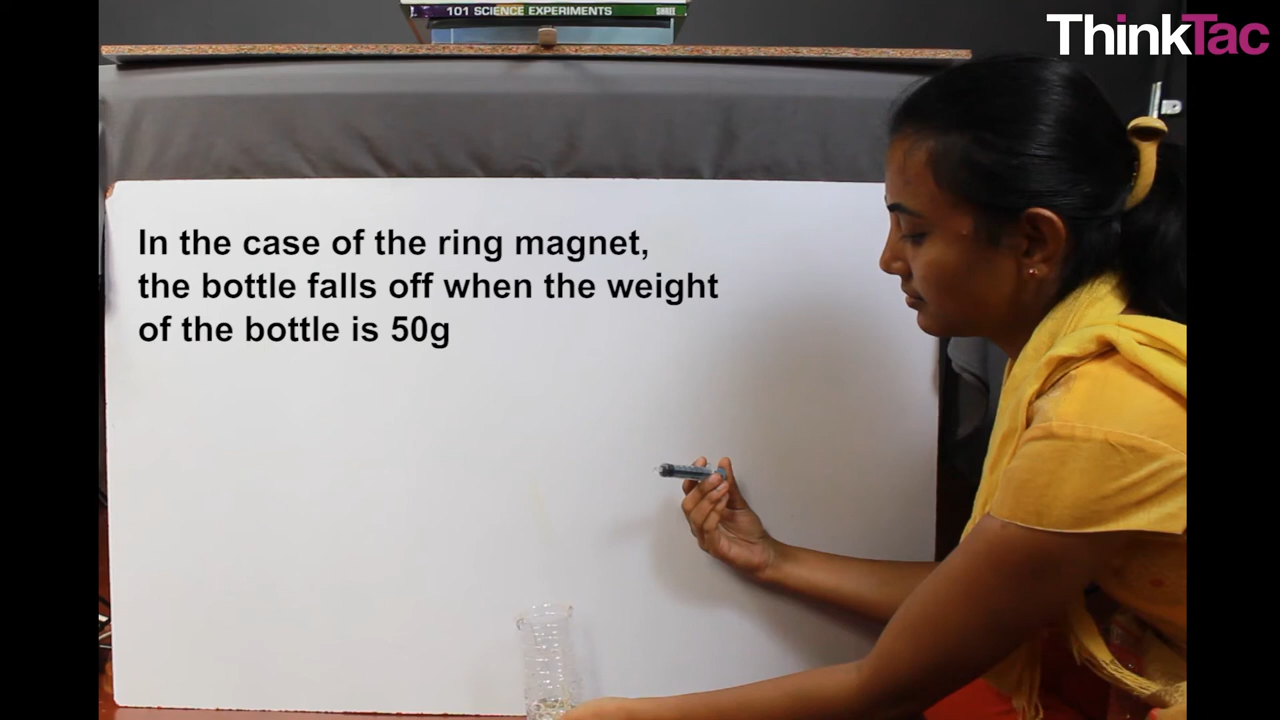 101 SCIENCE EXPERIMENTS SHREE
ThinkTac
In the case of the ring magnet,
the bottle falls off when the weight
of the bottle is 50g